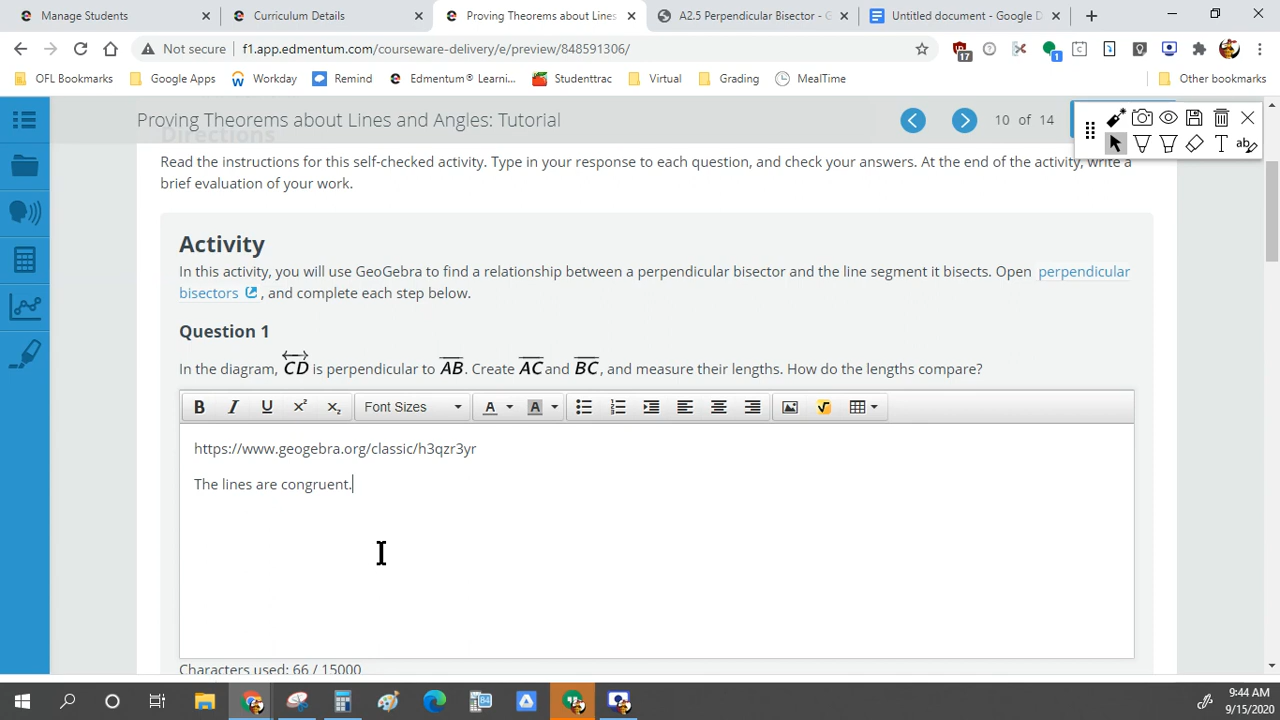 Manage Students
Curriculum Details
Proving Theorems about Lines
A2.5 Perpendicular Bisector - G
Untitled document - Google D
Not secure
f1.app.edmentum.com/courseware-delivery/e/preview/848591306/
17
1
OFL Bookmarks
Google Apps
Workday
Remind
Edmentum® Learni...
Studenttrac
Virtual
Grading
MealTime
Other bookmarks
Directions
Proving Theorems about Lines and Angles: Tutorial
10 of 14
Read the instructions for this self-checked activity. Type in your response to each question, and check your answers. At the end of the activity, write a
brief evaluation of your work.
Activity
In this activity, you will use GeoGebra to find a relationship between a perpendicular bisector and the line segment it bisects. Open perpendicular
bisectors , and complete each step below.
Question 1
In the diagram, CD is perpendicular to AB. Create AC and BC, and measure their lengths. How do the lengths compare?
Font Sizes
https://www.geogebra.org/classic/h3qzr3yr
The lines are congruent.
Characters used: 66 / 15000
9:44 AM
9/15/2020